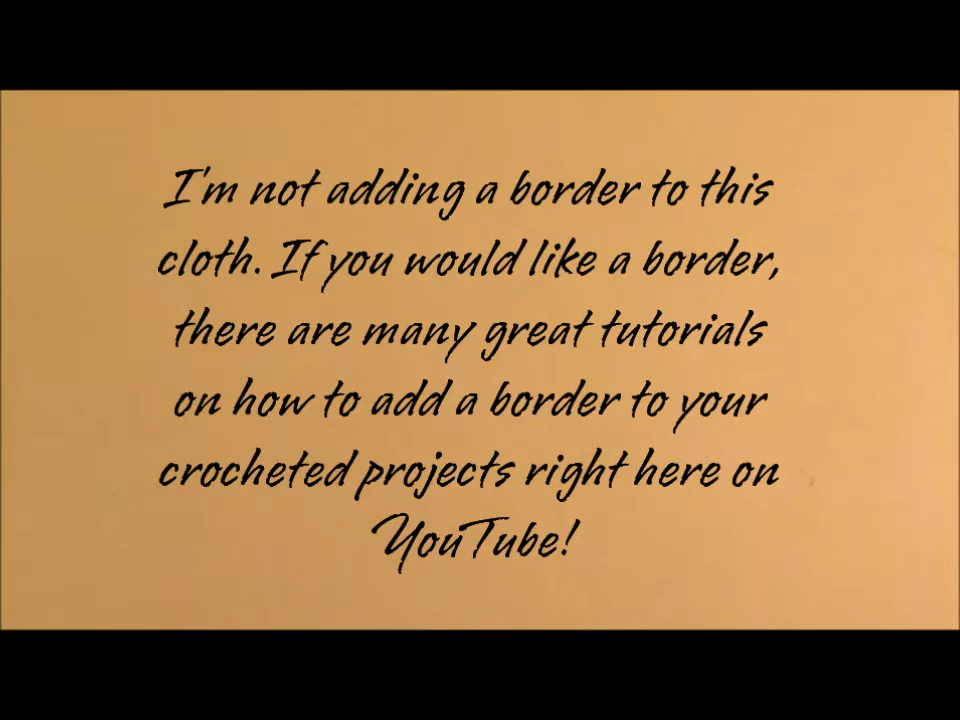 I'm not adding a border to this
cloth. If you would like a border,
there are many great tutorials
on how to add a border to your
crocheted projects right here on
YouTube!